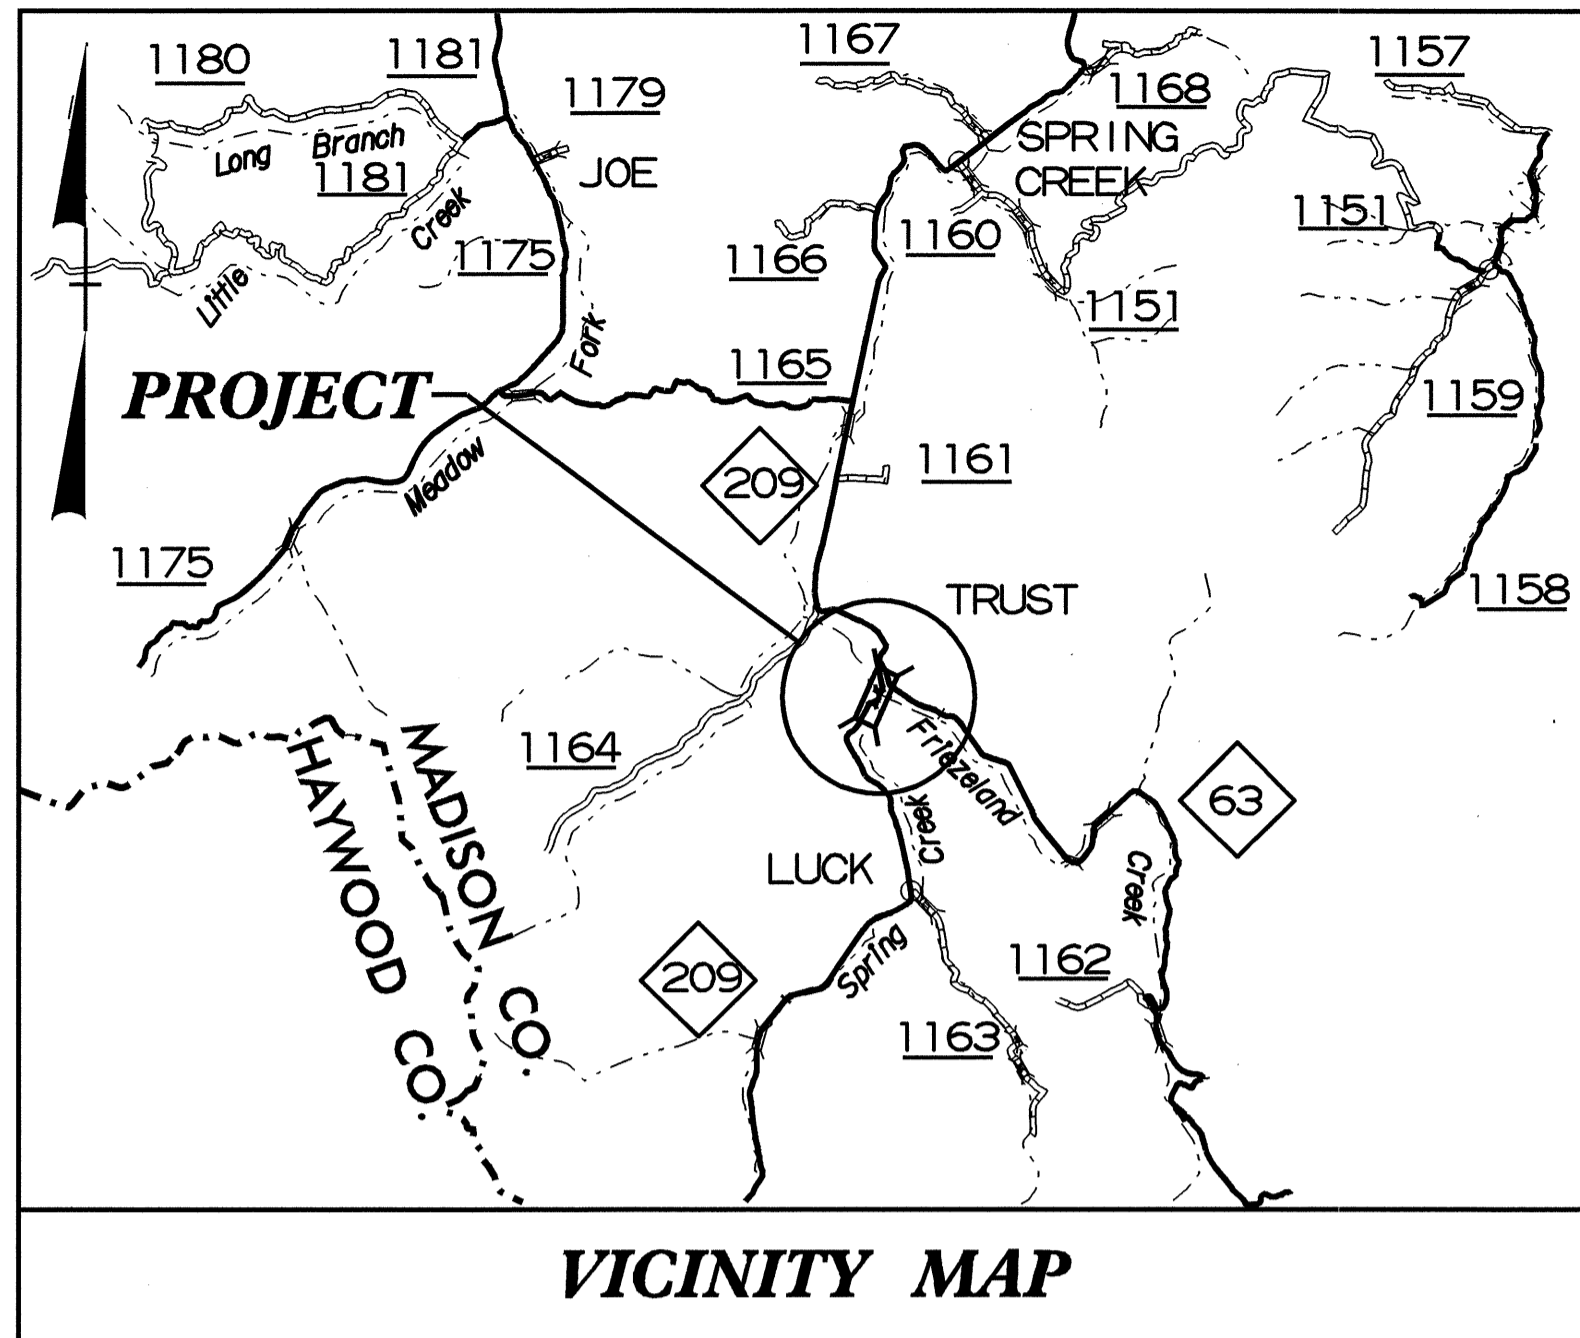 1180
1181
1179
1167
1168
1157
Long Branch
1181
Creek
JOE
SPRING
CREEK
1175
Little
1166
1160
1151
1151
Fork
1165
PROJECT
1159
Meadow
209
1161
1175
TRUST
1158
1164
Friezeland
63
MADISON CO.
HAYWOOD CO.
Creek
LUCK
Creek
Spring
209
1162
1163
VICINITY MAP